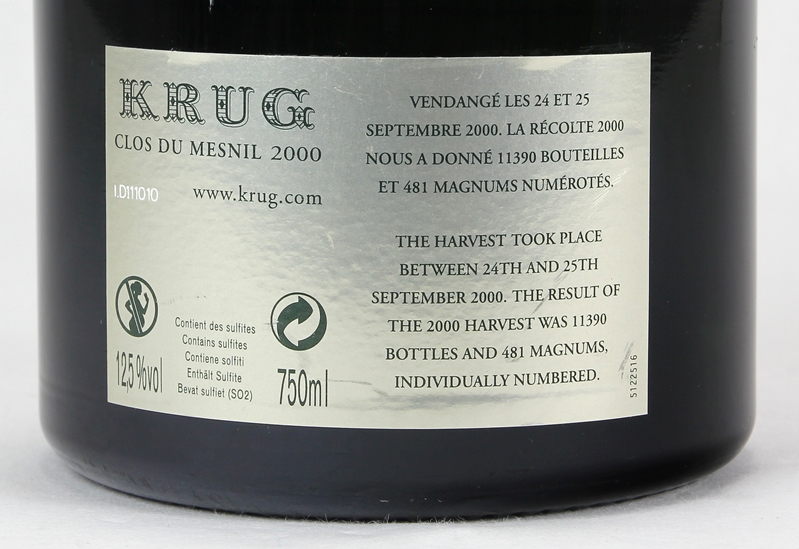 KRUG
CLOS DU MESNIL 2000
I.D111010
www.krug.com
12,5 %vol
Contient des sulfites
Contains sulfites
Contiene solfiti
Enthält Sulfite
Bevat sulfiet (SO2)
750ml
VENDANGÉ LES 24 ET 25
SEPTEMBRE 2000. LA RÉCOLTE 2000
NOUS A DONNÉ 11390 BOUTEILLES
ET 481 MAGNUMS NUMÉROTÉS.
THE HARVEST TOOK PLACE
BETWEEN 24TH AND 25TH
SEPTEMBER 2000. THE RESULT OF
THE 2000 HARVEST WAS 11390
BOTTLES AND 481 MAGNUMS,
INDIVIDUALLY NUMBERED.
5122516